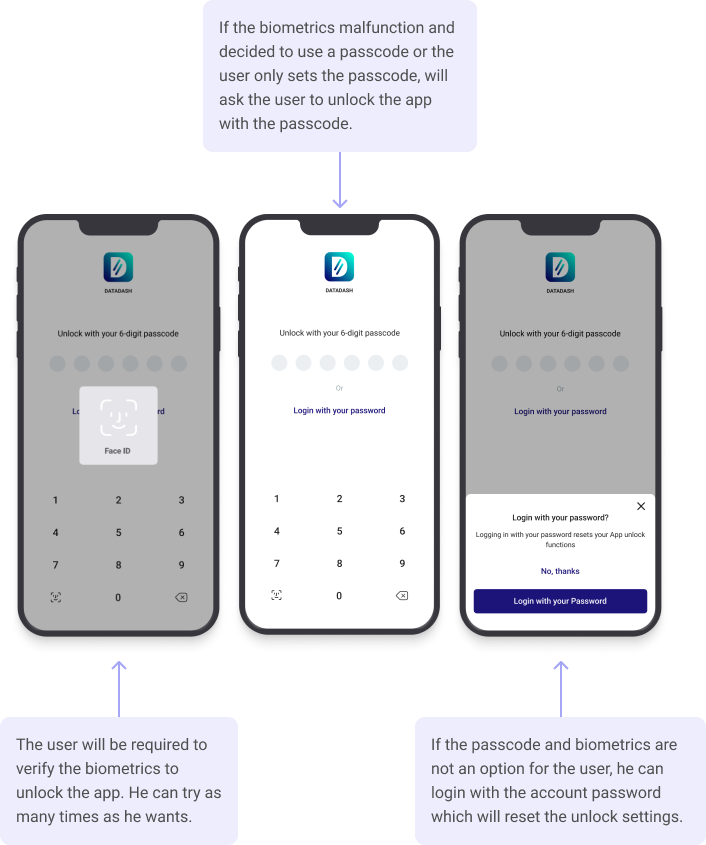 If the biometrics malfunction and
decided to use a passcode or the
user only sets the passcode, will
ask the user to unlock the app
with the passcode.
DATADASH
Unlock with your 6-digit passcode
Face ID
1 2 3
4 5 6
7 8 9
0
DATADASH
Unlock with your 6-digit passcode
Or
Login with your password
1 2 3
4 5 6
7 8 9
0
DATADASH
Unlock with your 6-digit passcode
Or
Login with your password
Login with your password?
Logging in with your password resets your App unlock
functions
No, thanks
Login with your Password
The user will be required to
verify the biometrics to
unlock the app. He can try as
many times as he wants.
If the passcode and biometrics are
not an option for the user, he can
login with the account password
which will reset the unlock settings.